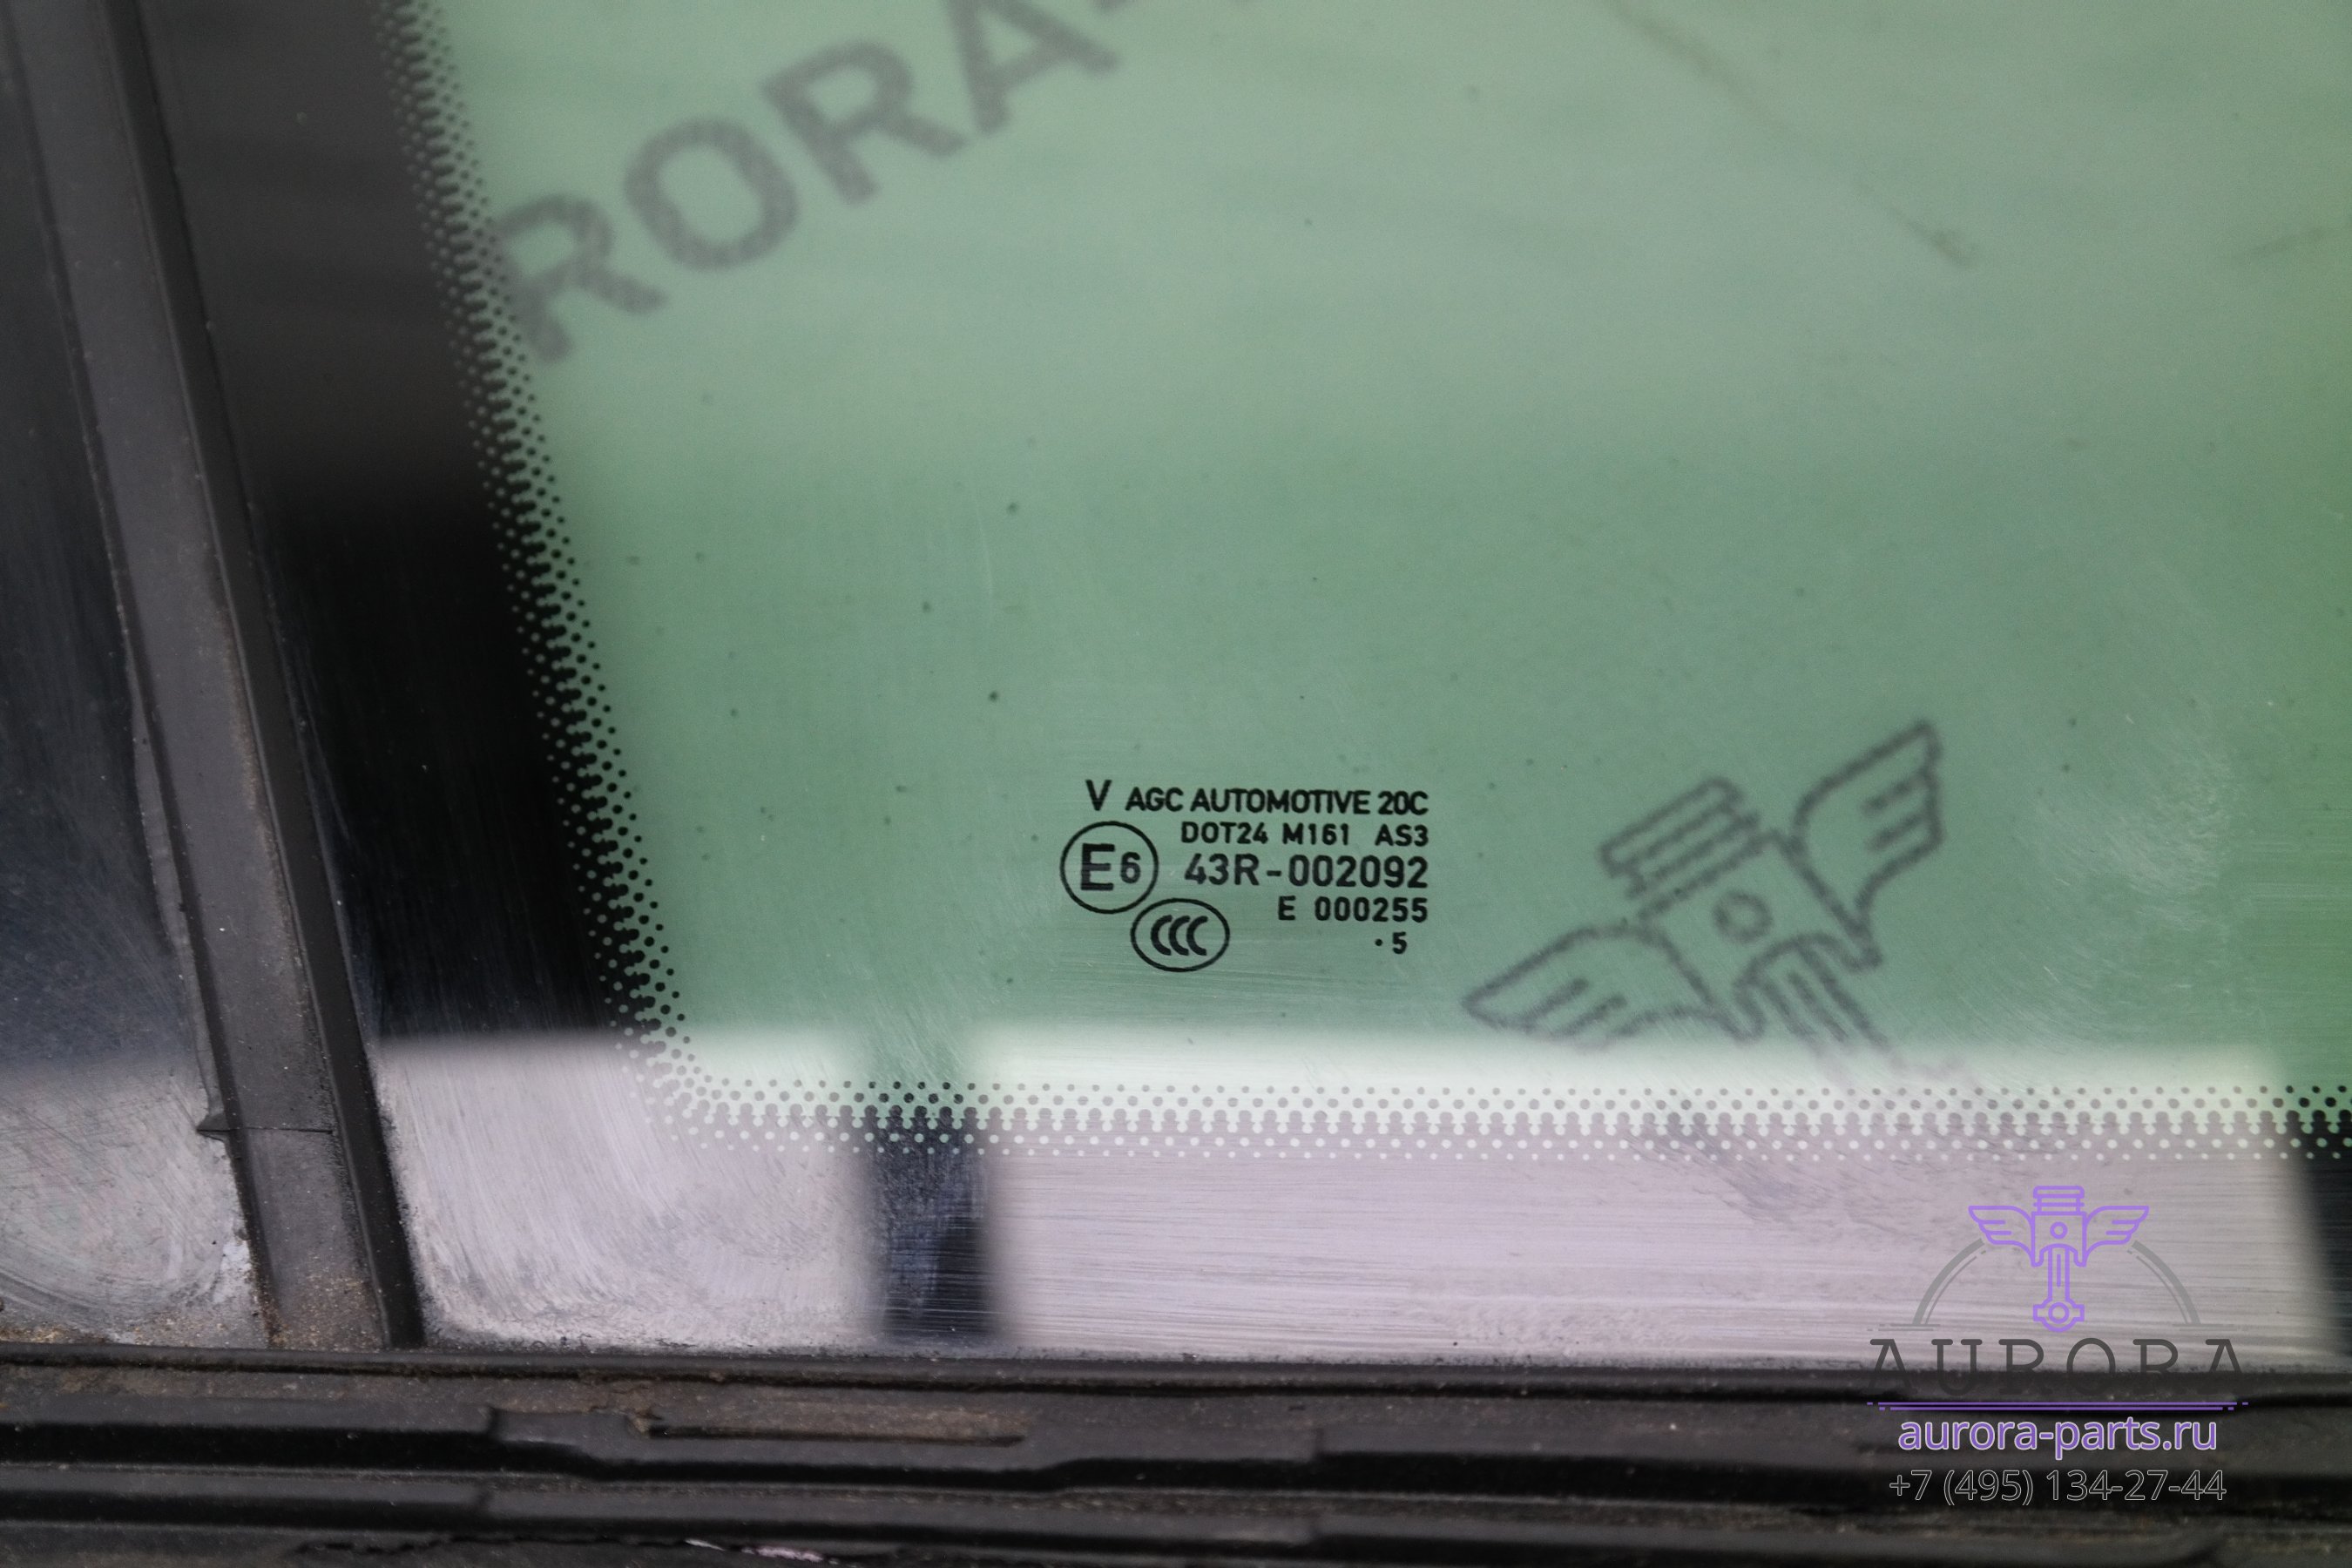 RORA-
V AGC AUTOMOTIVE 20C
DOT24 M161 AS3
E6 43R-002092
E 000255
CCC
·5
AURORA
aurora-parts.ru
+7 (495) 134-27-44